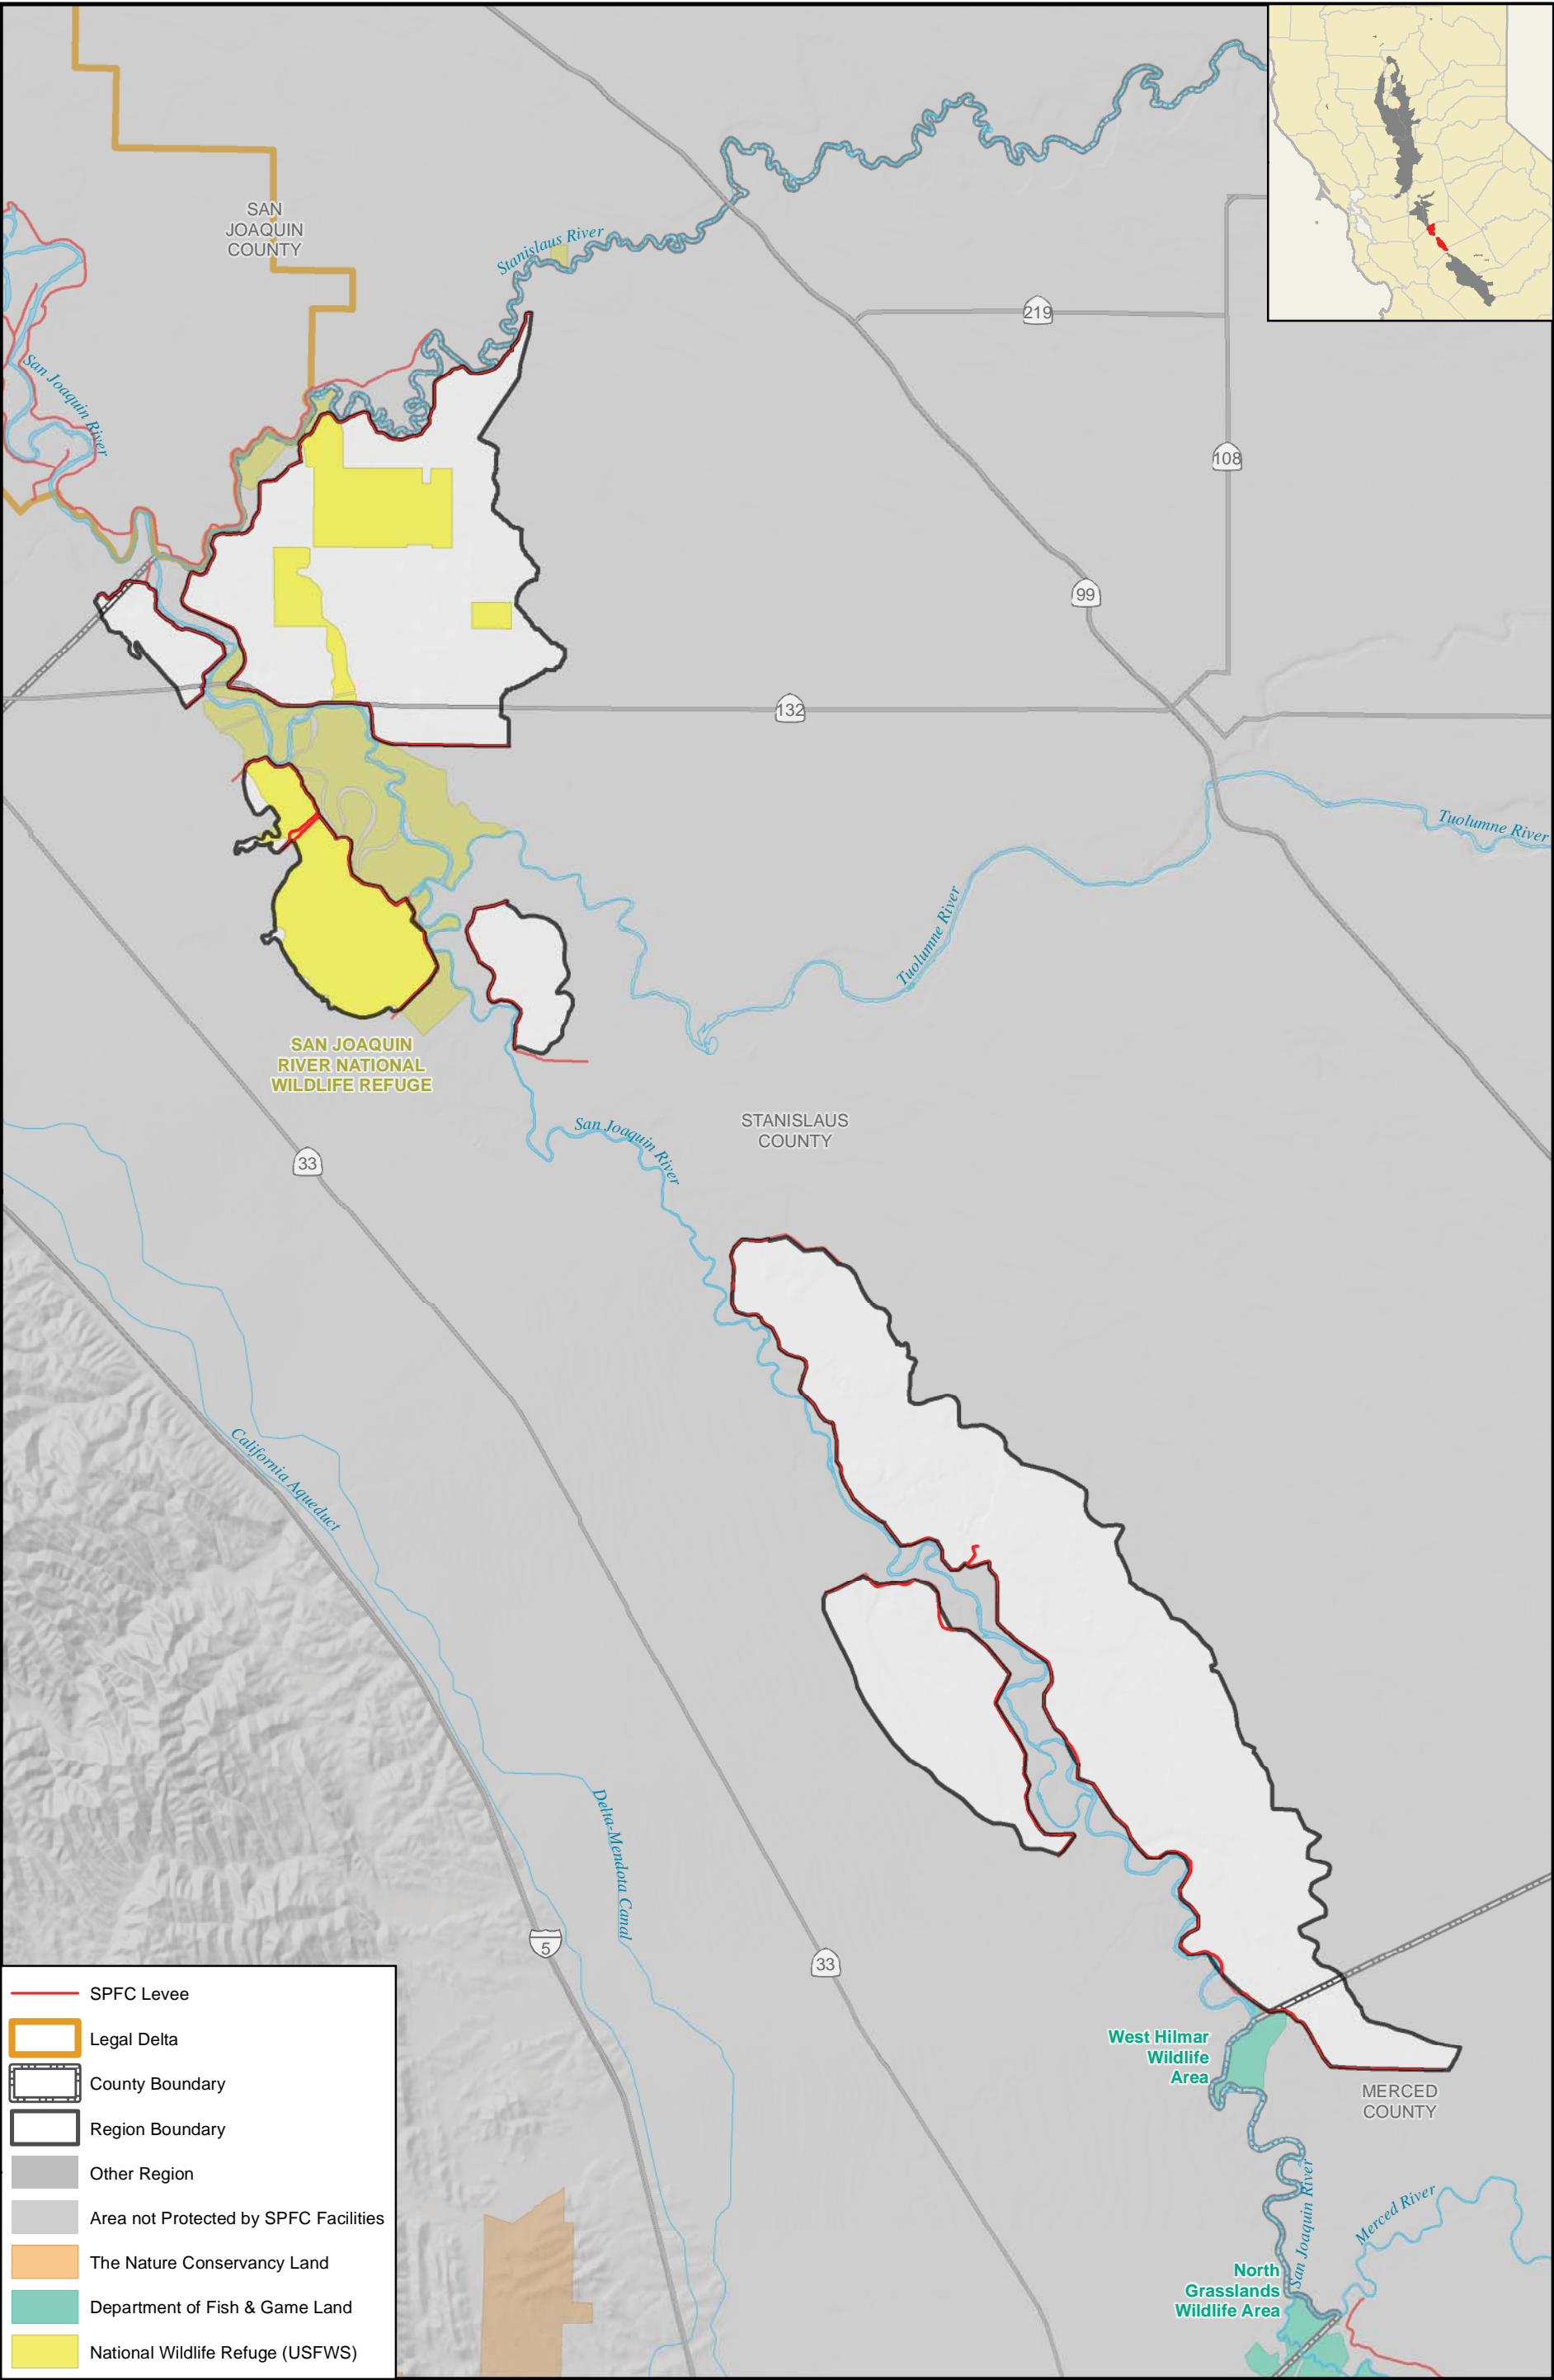 SAN
JOAQUIN
COUNTY
Stanislaus River
219
San Joaquin River
108
99
132
Tuolumne River
Tuolumne River
SAN JOAQUIN
RIVER NATIONAL
WILDLIFE REFUGE
STANISLAUS
COUNTY
San Joaquin River
33
California Aqueduct
Delta-Mendota Canal
5
33
West Hilmar
Wildlife
Area
MERCED
COUNTY
San Joaquin River
Merced River
North
Grasslands
Wildlife Area
SPFC Levee
Legal Delta
County Boundary
Region Boundary
Other Region
Area not Protected by SPFC Facilities
The Nature Conservancy Land
Department of Fish & Game Land
National Wildlife Refuge (USFWS)